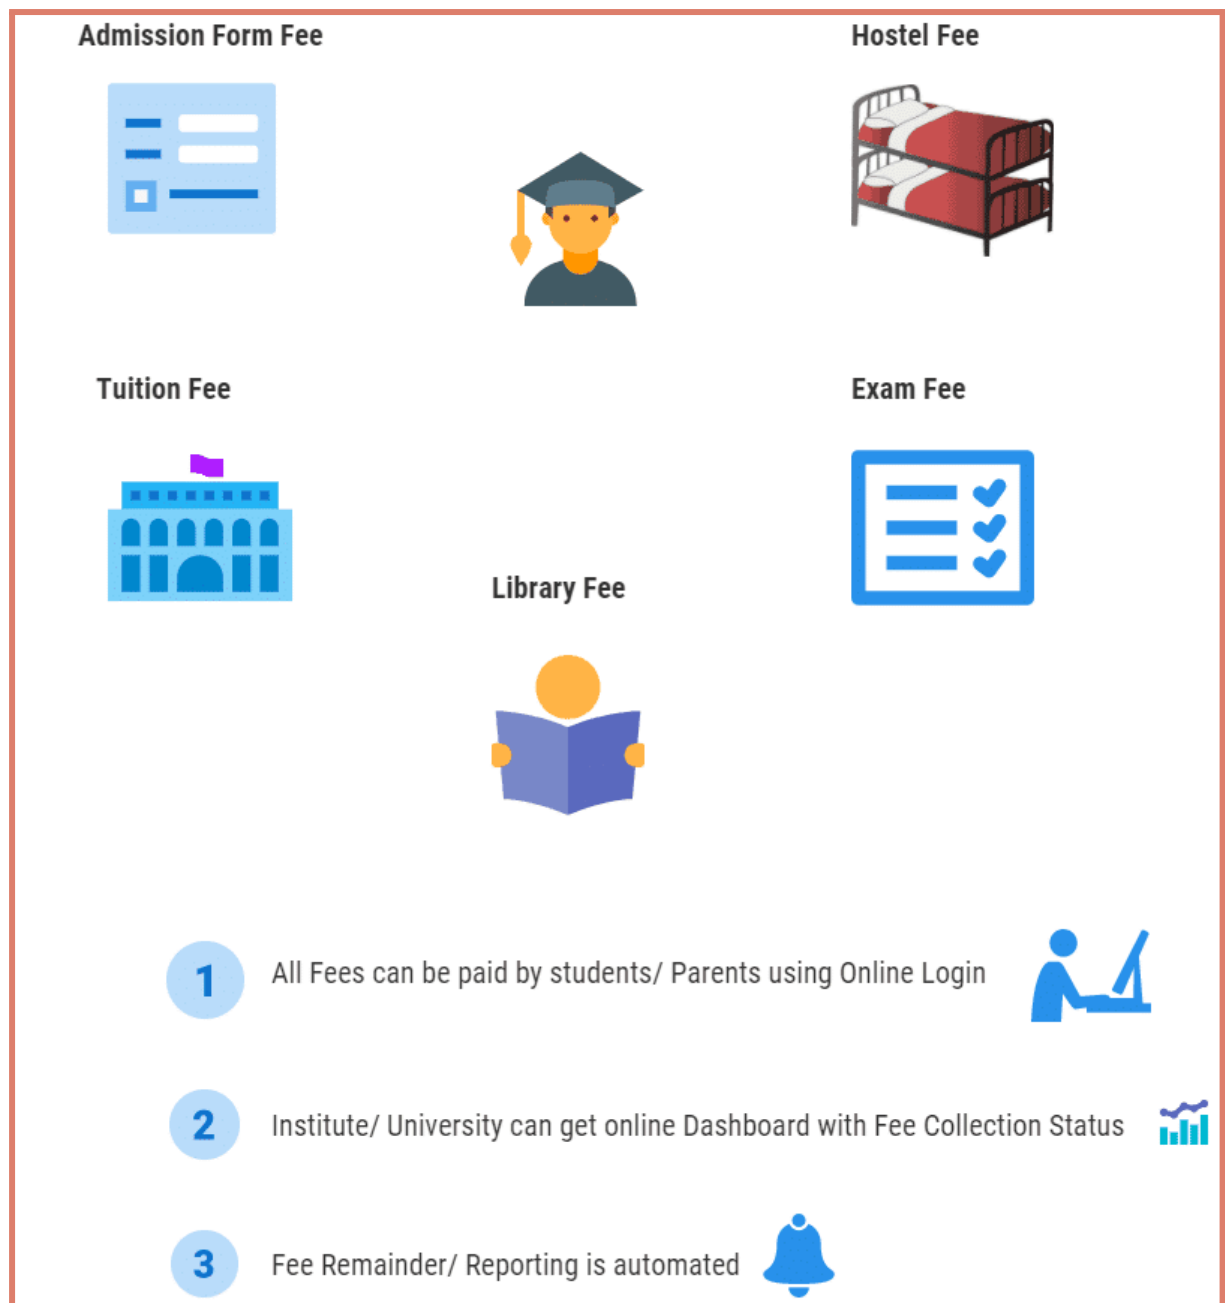 Admission Form Fee
Hostel Fee
Tuition Fee
Exam Fee
Library Fee
1 All Fees can be paid by students/ Parents using Online Login
2 Institute/ University can get online Dashboard with Fee Collection Status
3 Fee Remainder/ Reporting is automated